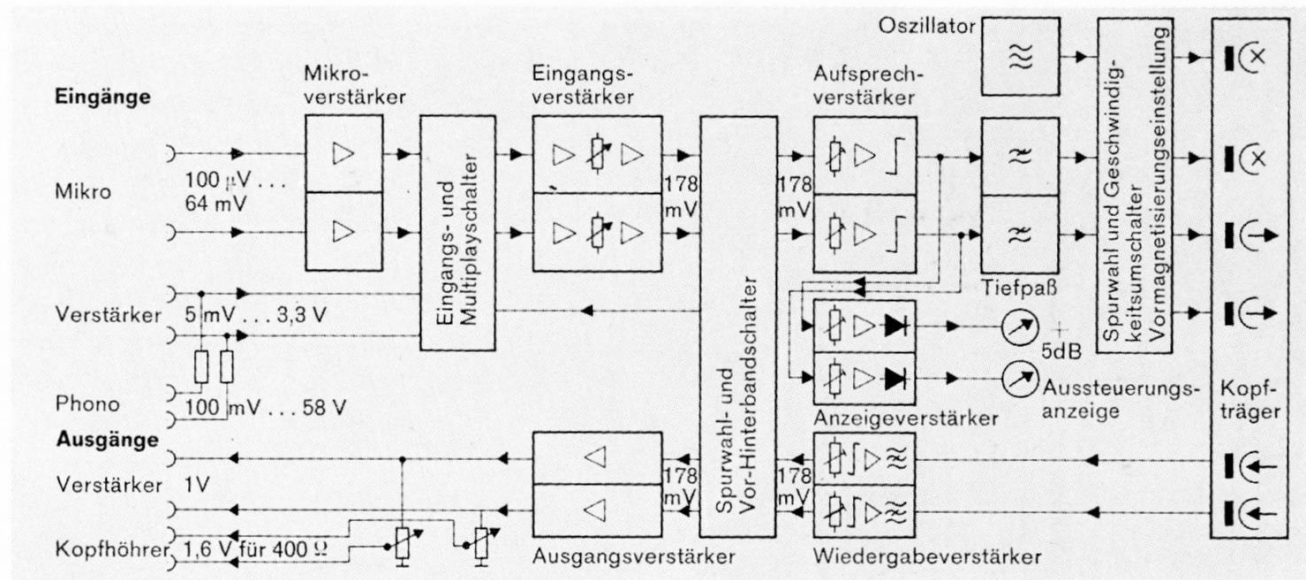 Oszillator
Mikro-
verstärker
Eingangs-
verstärker
Aufsprech-
verstärker
Eingänge
Mikro
100 µV ...
64 mV
Eingangs- und
Multiplayschalter
178
mV
Spurwahl- und
Vor-Hinterbandschalter
178
mV
Tiefpaß
Spurwahl und Geschwindig-
keitsumschalter
Vormagnetisierungseinstellung
Verstärker
5 mV ... 3,3 V
+
5dB
Aussteuerungs-
anzeige
Anzeigeverstärker
Kopf-
träger
Phono
100 mV ... 58 V
Ausgänge
Verstärker 1V
178
mV
178
mV
Kopfhöhrer 1,6 V für 400 Ω
Ausgangsverstärker
Wiedergabeverstärker